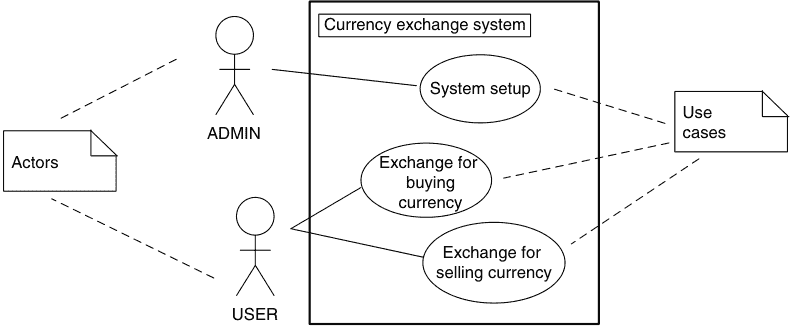 Currency exchange system
System setup
ADMIN
Use
cases
Actors
Exchange for
buying
currency
Exchange for
selling currency
USER